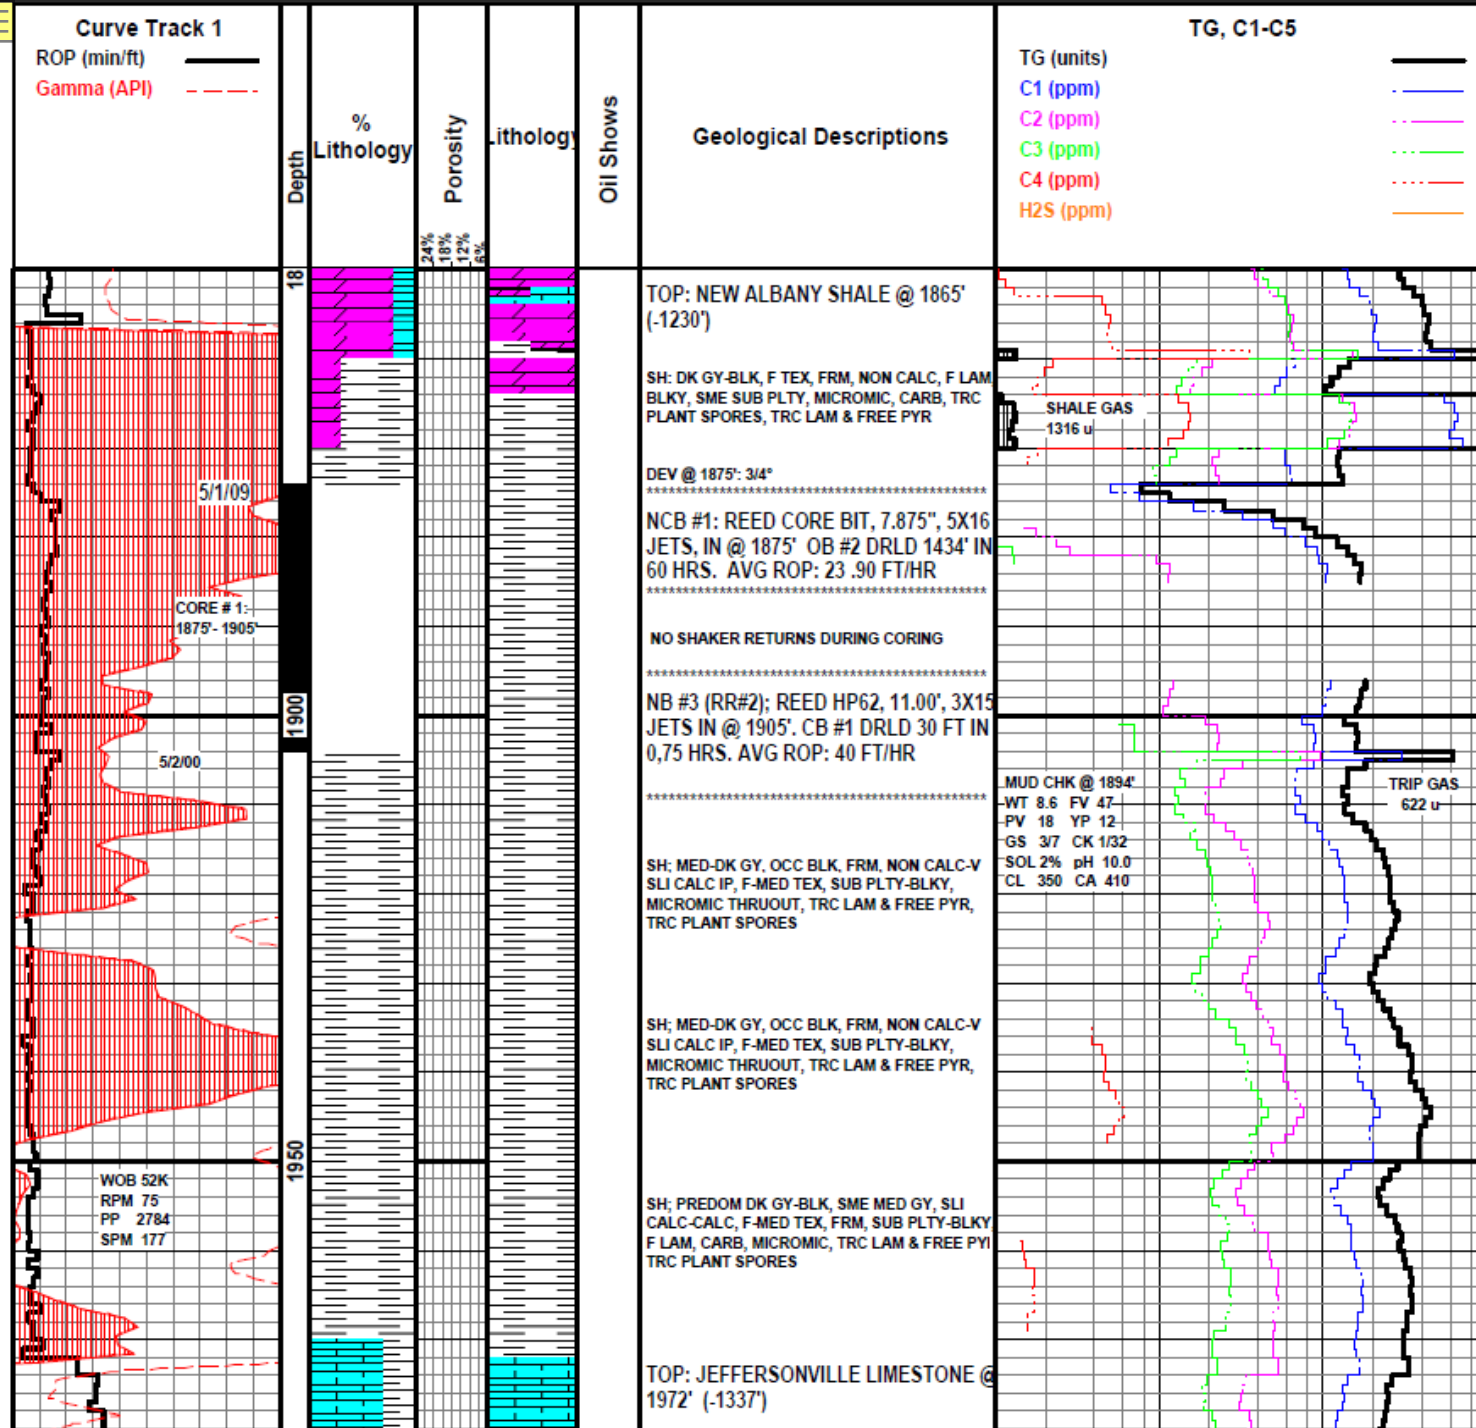 Curve Track 1
ROP (min/ft)
Gamma (API)
Depth
%
Lithology
Porosity
24%
18%
12%
6%
Lithology
Oil Shows
Geological Descriptions
TG, C1-C5
TG (units)
C1 (ppm)
C2 (ppm)
C3 (ppm)
C4 (ppm)
H2S (ppm)
18
TOP: NEW ALBANY SHALE @ 1865'
(-1230')
SH: DK GY-BLK, F TEX, FRM, NON CALC, F LAM
BLKY, SME SUB PLTY, MICROMIC, CARB, TRC
PLANT SPORES, TRC LAM & FREE PYR
SHALE GAS
1316 u
DEV @ 1875': 3/4°
5/1/09
NCB #1: REED CORE BIT, 7.875", 5X16
JETS, IN @ 1875' OB #2 DRLD 1434' IN
60 HRS. AVG ROP: 23 .90 FT/HR
CORE # 1:
1875'- 1905'
NO SHAKER RETURNS DURING CORING
1900
NB #3 (RR#2); REED HP62, 11.00', 3X15
JETS IN @ 1905'. CB #1 DRLD 30 FT IN
0,75 HRS. AVG ROP: 40 FT/HR
5/2/00
MUD CHK @ 1894'
WT 8.6 FV 47
PV 18 YP 12
GS 3/7 CK 1/32
SOL 2% pH 10.0
CL 350 CA 410
TRIP GAS
622 u
SH: MED-DK GY, OCC BLK, FRM, NON CALC-V
SLI CALC IP, F-MED TEX, SUB PLTY-BLKY,
MICROMIC THRUOUT, TRC LAM & FREE PYR,
TRC PLANT SPORES
SH; MED-DK GY, OCC BLK, FRM, NON CALC-V
SLI CALC IP, F-MED TEX, SUB PLTY-BLKY,
MICROMIC THRUOUT, TRC LAM & FREE PYR,
TRC PLANT SPORES
1950
WOB 52K
RPM 75
PP 2784
SPM 177
SH; PREDOM DK GY-BLK, SME MED GY, SLI
CALC-CALC, F-MED TEX, FRM, SUB PLTY-BLKY,
F LAM, CARB, MICROMIC, TRC LAM & FREE PY
TRC PLANT SPORES
TOP: JEFFERSONVILLE LIMESTONE @
1972' (-1337')